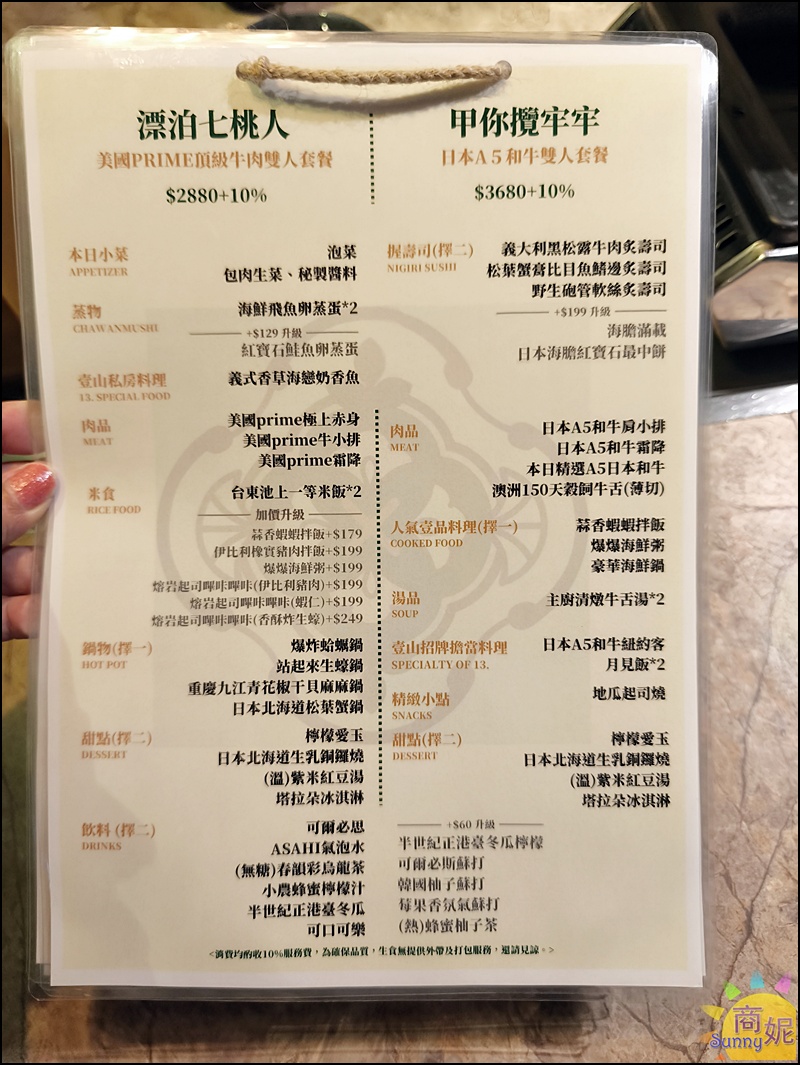 漂泊七桃人
美國PRIME頂級牛肉雙人套餐
$2880+10%
本日小菜
APPETIZER
泡菜
包肉生菜、秘製醬料
蒸物
CHAWANMUSHI
海鮮飛魚卵蒸蛋*2
+$129 升級
紅寶石鮭魚卵蒸蛋
壹山私房料理
13. SPECIAL FOOD
義式香草海戀奶香魚
肉品
MEAT
美國prime極上赤身
美國prime牛小排
美國prime霜降
米食
RICE FOOD
台東池上一等米飯*2
加價升級
蒜香蝦蝦拌飯+$179
伊比利橡實豬肉拌飯+$199
爆爆海鮮粥+$199
熔岩起司嗶咔嗶咔(伊比利豬肉)+$199
熔岩起司嗶咔嗶咔(蝦仁)+$199
熔岩起司嗶咔嗶咔(香酥炸生蠔)+$249
鍋物(擇一)
HOT POT
爆炸蛤蠣鍋
站起來生蠔鍋
重慶九江青花椒干貝麻麻鍋
日本北海道松葉蟹鍋
甜點(擇二)
DESSERT
檸檬愛玉
日本北海道生乳銅鑼燒
(溫)紫米紅豆湯
塔拉朵冰淇淋
飲料 (擇二)
DRINKS
可爾必思
ASAHI氣泡水
(無糖)春韻彩烏龍茶
小農蜂蜜檸檬汁
半世紀正港臺冬瓜
可口可樂
甲你攬牢牢
日本A5和牛雙人套餐
$3680+10%
握壽司(擇二)
NIGIRI SUSHI
義大利黑松露牛肉炙壽司
松葉蟹膏比目魚鰭邊炙壽司
野生砲管軟絲炙壽司
+$199 升級
海膽滿載
日本海膽紅寶石最中餅
肉品
MEAT
日本A5和牛肩小排
日本A5和牛霜降
本日精選A5日本和牛
澳洲150天穀飼牛舌(薄切)
人氣壹品料理(擇一)
COOKED FOOD
蒜香蝦蝦拌飯
爆爆海鮮粥
豪華海鮮鍋
湯品
SOUP
主廚清燉牛舌湯*2
壹山招牌擔當料理
SPECIALTY OF 13.
日本A5和牛紐約客
月見飯*2
精緻小點
SNACKS
地瓜起司燒
甜點(擇二)
DESSERT
檸檬愛玉
日本北海道生乳銅鑼燒
(溫)紫米紅豆湯
塔拉朵冰淇淋
+$60 升級
半世紀正港臺冬瓜檸檬
可爾必斯蘇打
韓國柚子蘇打
莓果香氛氣蘇打
(熱)蜂蜜柚子茶
<消費均酌收10%服務費，為確保品質，生食無提供外帶及打包服務，還請見諒。>
商妮
Sunny